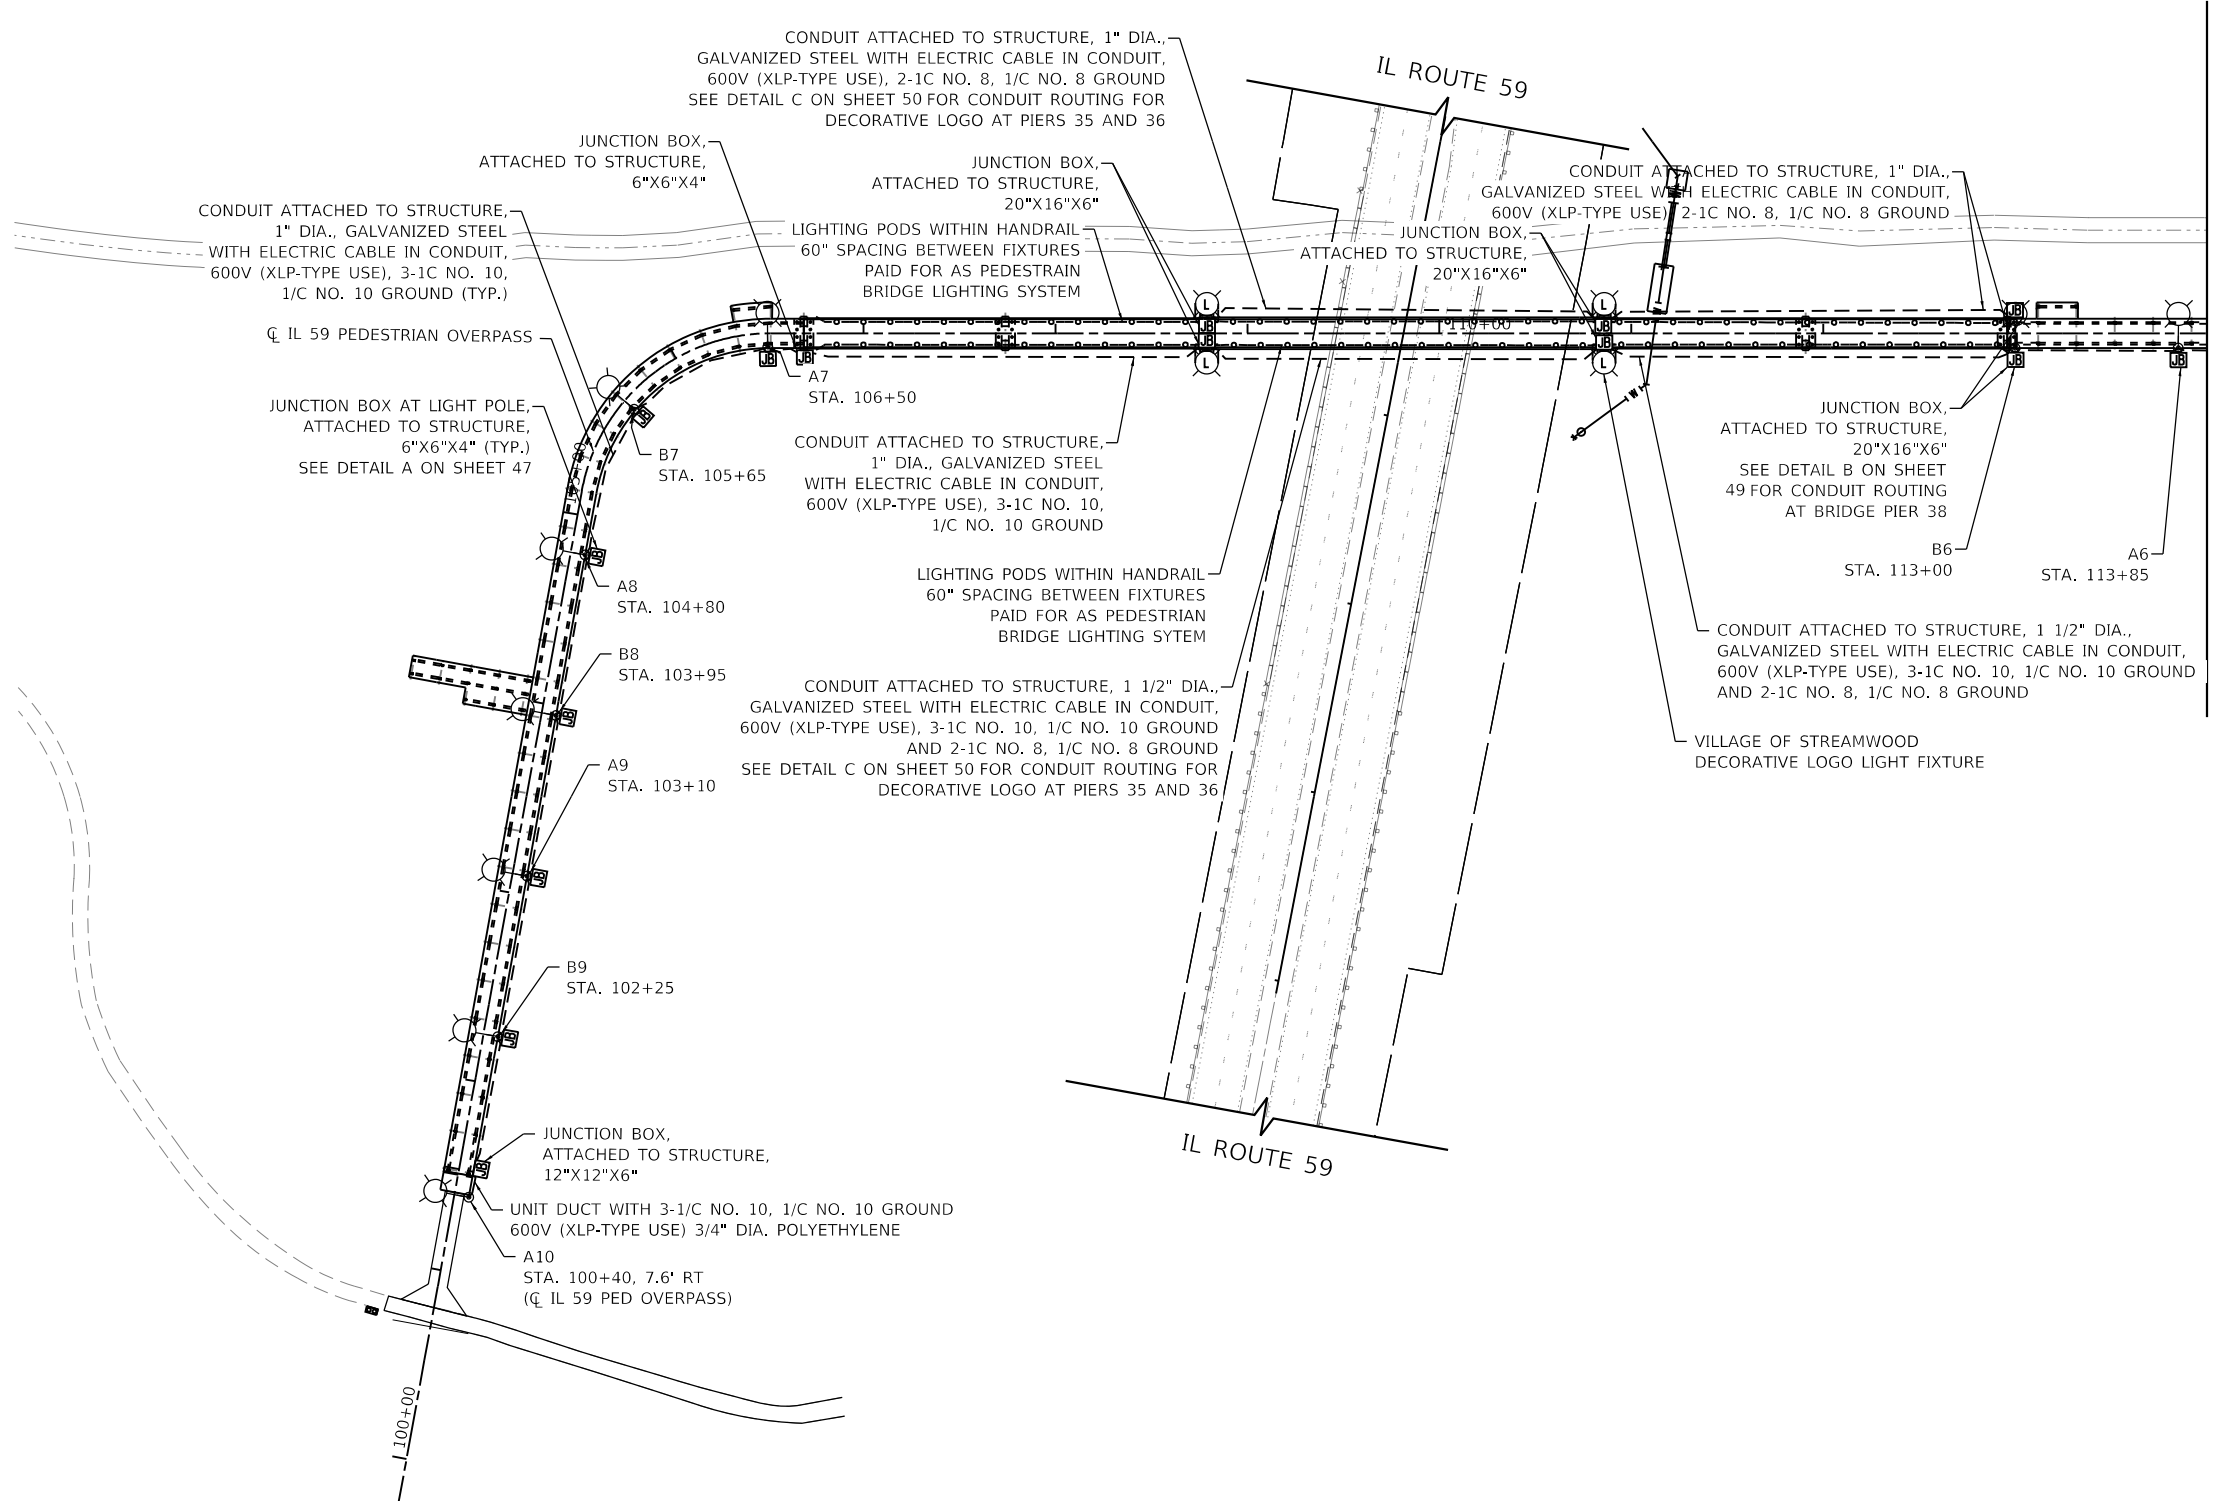 CONDUIT ATTACHED TO STRUCTURE, 1" DIA.,
GALVANIZED STEEL WITH ELECTRIC CABLE IN CONDUIT,
600V (XLP-TYPE USE), 2-1C NO. 8, 1/C NO. 8 GROUND
SEE DETAIL C ON SHEET 50 FOR CONDUIT ROUTING FOR
DECORATIVE LOGO AT PIERS 35 AND 36
IL ROUTE 59
JUNCTION BOX,
ATTACHED TO STRUCTURE,
6"X6"X4"
JUNCTION BOX,
ATTACHED TO STRUCTURE,
20"X16"X6"
CONDUIT ATTACHED TO STRUCTURE, 1" DIA.,
GALVANIZED STEEL WITH ELECTRIC CABLE IN CONDUIT,
600V (XLP-TYPE USE), 2-1C NO. 8, 1/C NO. 8 GROUND
CONDUIT ATTACHED TO STRUCTURE,
1" DIA., GALVANIZED STEEL
WITH ELECTRIC CABLE IN CONDUIT,
600V (XLP-TYPE USE), 3-1C NO. 10,
1/C NO. 10 GROUND (TYP.)
LIGHTING PODS WITHIN HANDRAIL
60" SPACING BETWEEN FIXTURES
PAID FOR AS PEDESTRAIN
BRIDGE LIGHTING SYSTEM
JUNCTION BOX,
ATTACHED TO STRUCTURE,
20"X16"X6"
℄ IL 59 PEDESTRIAN OVERPASS
L
L
JB
JB
JB
JB
L
L
JB
JB
110+00
JB
JB
JB
JB
JB
W
W
A7
STA. 106+50
JUNCTION BOX AT LIGHT POLE,
ATTACHED TO STRUCTURE,
6"X6"X4" (TYP.)
SEE DETAIL A ON SHEET 47
JB
B7
STA. 105+65
105+00
CONDUIT ATTACHED TO STRUCTURE,
1" DIA., GALVANIZED STEEL
WITH ELECTRIC CABLE IN CONDUIT,
600V (XLP-TYPE USE), 3-1C NO. 10,
1/C NO. 10 GROUND
JUNCTION BOX,
ATTACHED TO STRUCTURE,
20"X16"X6"
SEE DETAIL B ON SHEET
49 FOR CONDUIT ROUTING
AT BRIDGE PIER 38
B6
STA. 113+00
A6
STA. 113+85
JB
A8
STA. 104+80
LIGHTING PODS WITHIN HANDRAIL
60" SPACING BETWEEN FIXTURES
PAID FOR AS PEDESTRIAN
BRIDGE LIGHTING SYTEM
B8
STA. 103+95
JB
CONDUIT ATTACHED TO STRUCTURE, 1 1/2" DIA.,
GALVANIZED STEEL WITH ELECTRIC CABLE IN CONDUIT,
600V (XLP-TYPE USE), 3-1C NO. 10, 1/C NO. 10 GROUND
AND 2-1C NO. 8, 1/C NO. 8 GROUND
CONDUIT ATTACHED TO STRUCTURE, 1 1/2" DIA.,
GALVANIZED STEEL WITH ELECTRIC CABLE IN CONDUIT,
600V (XLP-TYPE USE), 3-1C NO. 10, 1/C NO. 10 GROUND
AND 2-1C NO. 8, 1/C NO. 8 GROUND
SEE DETAIL C ON SHEET 50 FOR CONDUIT ROUTING FOR
DECORATIVE LOGO AT PIERS 35 AND 36
VILLAGE OF STREAMWOOD
DECORATIVE LOGO LIGHT FIXTURE
A9
STA. 103+10
JB
B9
STA. 102+25
JB
JUNCTION BOX,
ATTACHED TO STRUCTURE,
12"X12"X6"
JB
IL ROUTE 59
UNIT DUCT WITH 3-1/C NO. 10, 1/C NO. 10 GROUND
600V (XLP-TYPE USE) 3/4" DIA. POLYETHYLENE
A10
STA. 100+40, 7.6' RT
(℄ IL 59 PED OVERPASS)
100+00